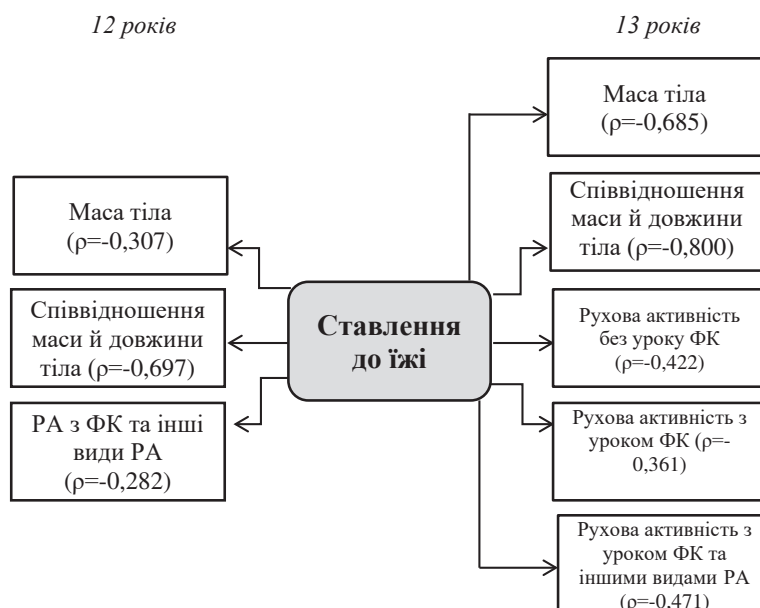 12 років
13 років
Маса тіла
(ρ=-0,307)
Співвідношення
маси й довжини
тіла (ρ=-0,697)
РА з ФК та інші
види РА
(ρ=-0,282)
Ставлення
до їжі
Маса тіла
(ρ=-0,685)
Співвідношення
маси й довжини
тіла (ρ=-0,800)
Рухова активність
без уроку ФК
(ρ=-0,422)
Рухова активність з
уроком ФК (ρ=-
0,361)
Рухова активність з
уроком ФК та
іншими видами РА
(ρ=-0,471)